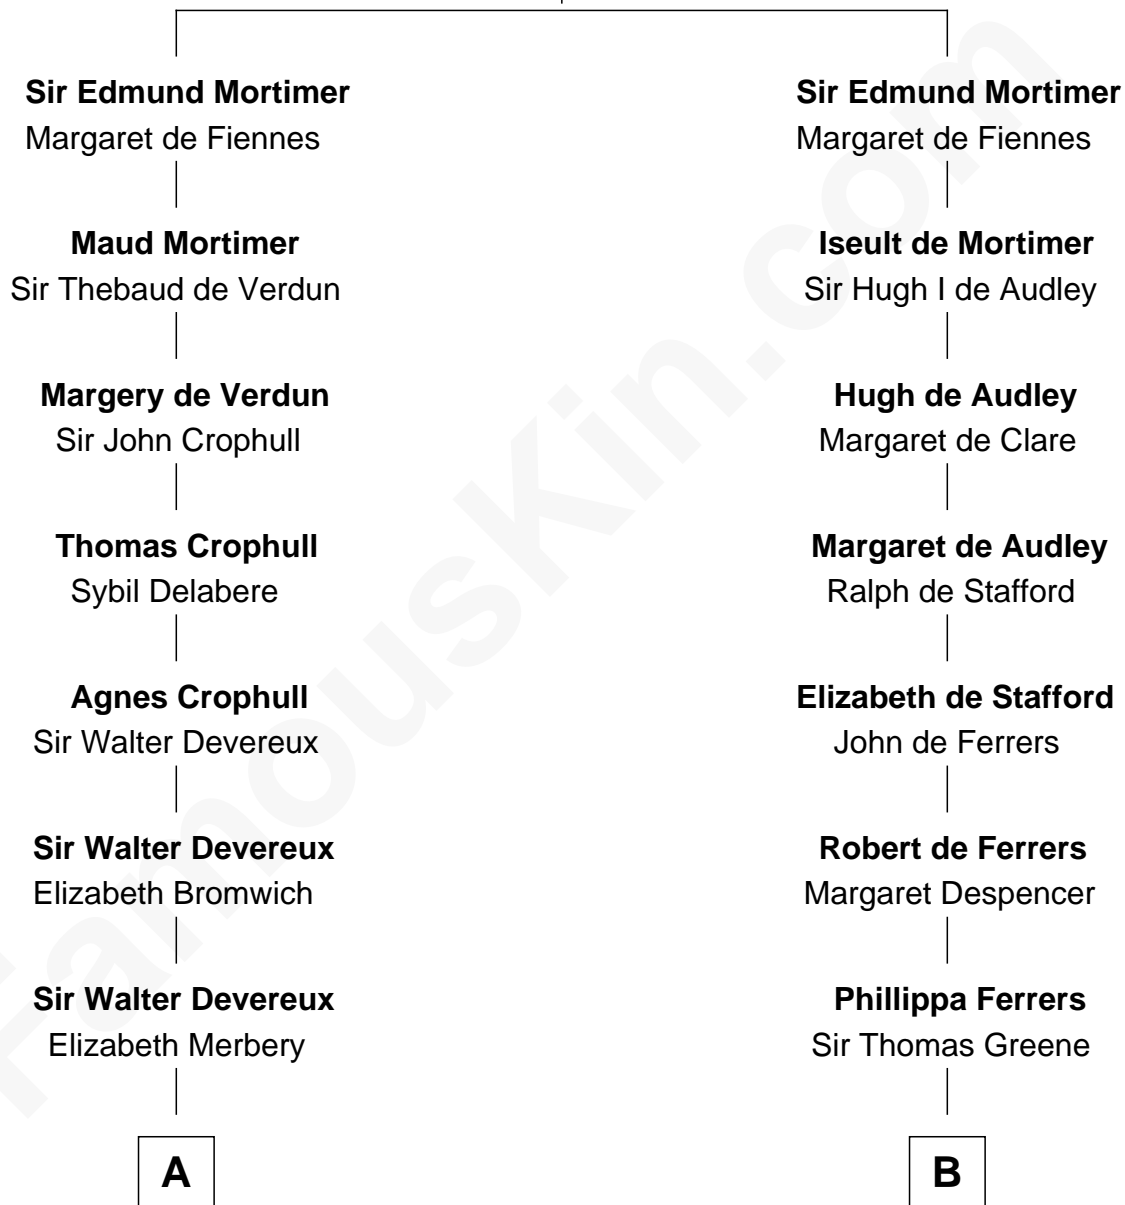 Sir Edmund Mortimer
Margaret de Fiennes
Maud Mortimer
Sir Thebaud de Verdun
Margery de Verdun
Sir John Crophull
Thomas Crophull
Sybil Delabere
Agnes Crophull
Sir Walter Devereux
Sir Walter Devereux
Elizabeth Bromwich
Sir Walter Devereux
Elizabeth Merbery
A
Sir Edmund Mortimer
Margaret de Fiennes
Iseult de Mortimer
Sir Hugh I de Audley
Hugh de Audley
Margaret de Clare
Margaret de Audley
Ralph de Stafford
Elizabeth de Stafford
John de Ferrers
Robert de Ferrers
Margaret Despencer
Phillippa Ferrers
Sir Thomas Greene
B
FamousKin.com